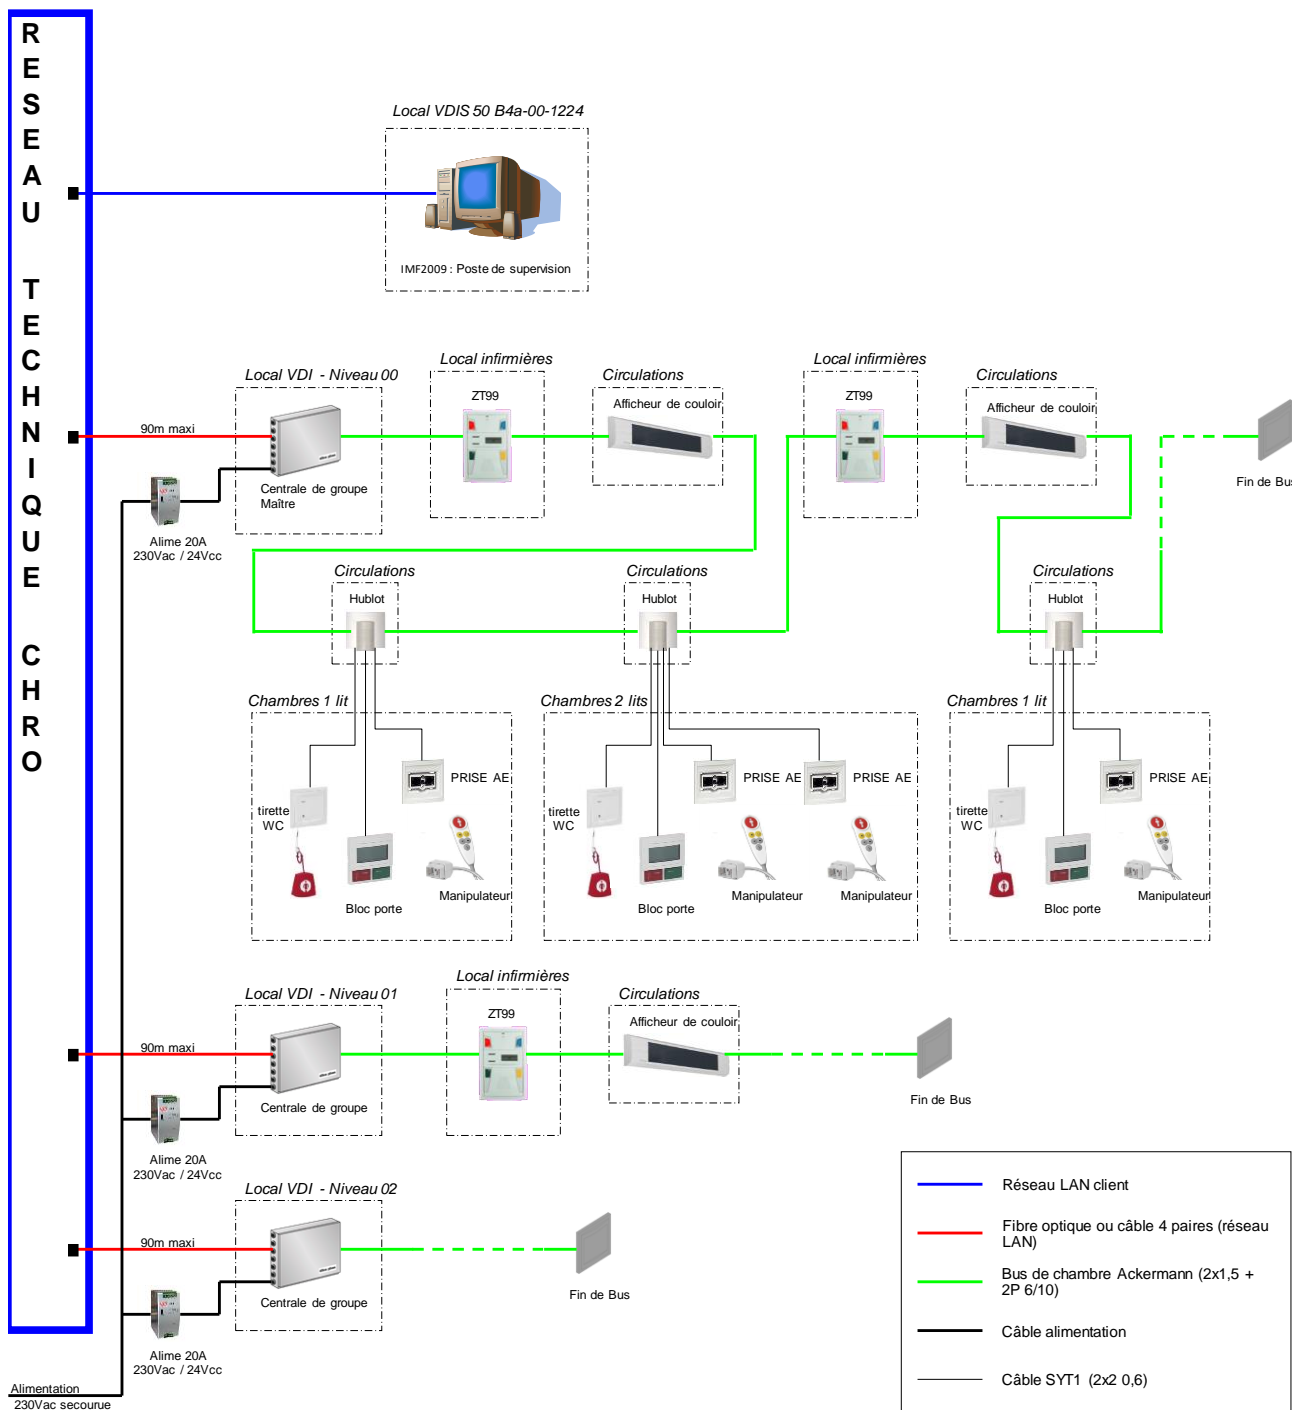 RESEAU TECHNIQUE CHRO
Local VDIS 50 B4a-00-1224
IMF2009 : Poste de supervision
Local VDI - Niveau 00
90m maxi
Centrale de groupe
Maître
Alime 20A
230Vac / 24Vcc
Local infirmières
ZT99
Circulations
Afficheur de couloir
Local infirmières
ZT99
Circulations
Afficheur de couloir
Fin de Bus
Circulations
Hublot
Circulations
Hublot
Circulations
Hublot
Chambres 1 lit
PRISE AE
tirette
WC
Bloc porte
Manipulateur
Chambres 2 lits
PRISE AE
PRISE AE
tirette
WC
Bloc porte
Manipulateur
Manipulateur
Chambres 1 lit
PRISE AE
tirette
WC
Bloc porte
Manipulateur
Local VDI - Niveau 01
90m maxi
Centrale de groupe
Alime 20A
230Vac / 24Vcc
Local infirmières
ZT99
Circulations
Afficheur de couloir
Fin de Bus
Local VDI - Niveau 02
90m maxi
Centrale de groupe
Alime 20A
230Vac / 24Vcc
Fin de Bus
Alimentation
230Vac secourue
Réseau LAN client
Fibre optique ou câble 4 paires (réseau
LAN)
Bus de chambre Ackermann (2x1,5 +
2P 6/10)
Câble alimentation
Câble SYT1 (2x2 0,6)